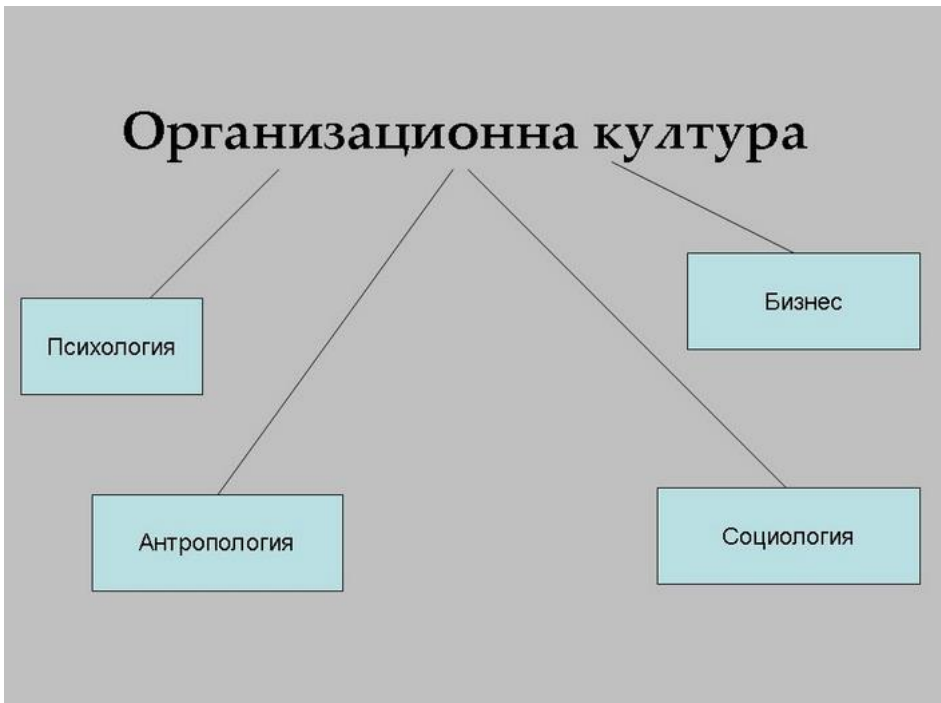 Организационна култура
Бизнес
Психология
Антропология
Социология